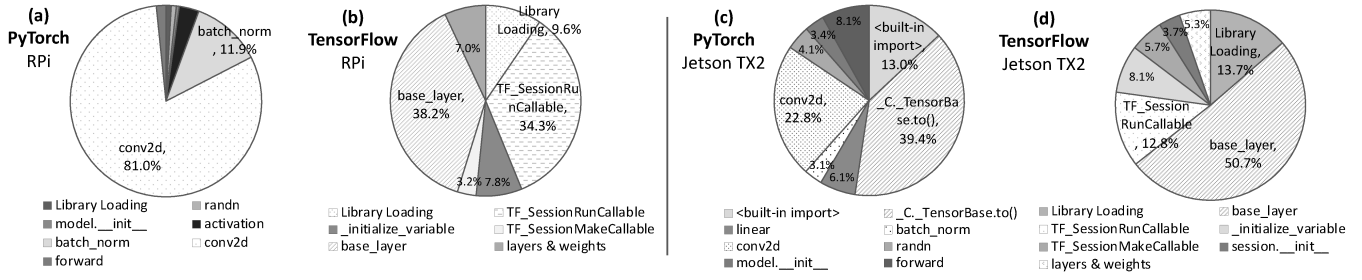 (a)
PyTorch
RPi
batch_norm
, 11.9%
conv2d,
81.0%
Library Loading
randn
model.__init__
activation
batch_norm
conv2d
forward
(b)
TensorFlow
RPi
Library
Loading, 9.6%
7.0%
base_layer,
38.2%
TF_SessionRu
nCallable,
34.3%
3.2%
7.8%
Library Loading
TF_SessionRunCallable
_initialize_variable
TF_SessionMakeCallable
base_layer
layers & weights
(c)
PyTorch
Jetson TX2
8.1%
3.4%
4.1%
<built-in
import>,
13.0%
conv2d
22.8%
_C._TensorBa
se.to(),
39.4%
3.1%
6.1%
<built-in import>
_C._TensorBase.to()
linear
batch_norm
conv2d
randn
model.__init__
forward
(d)
TensorFlow
Jetson TX2
5.3%
3.7%
5.7%
8.1%
Library
Loading,
13.7%
TF_Session
RunCallable
, 12.8%
base_layer,
50.7%
Library Loading
base_layer
TF_SessionRunCallable
_initialize_variable
TF_SessionMakeCallable
session.__init__
layers & weights